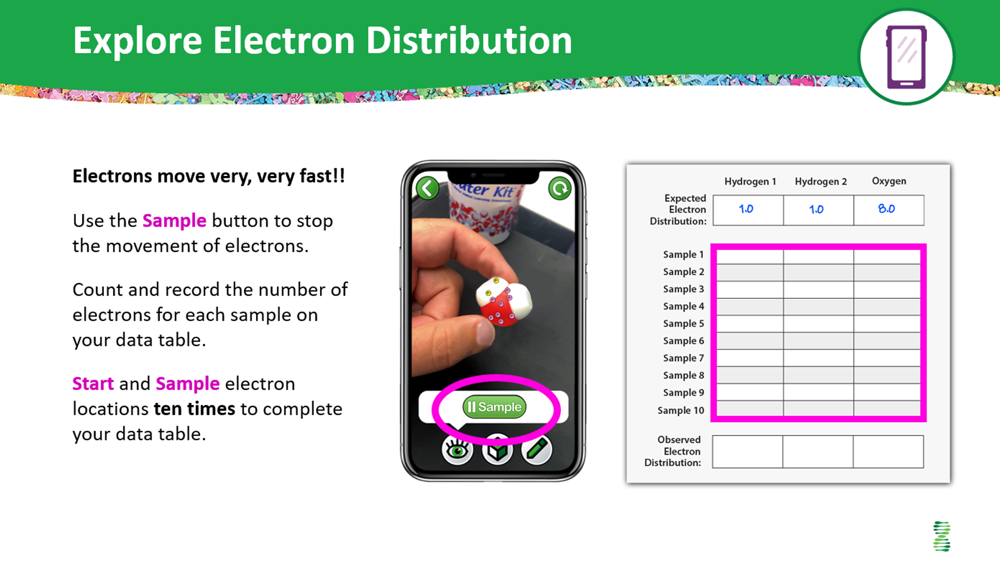 Explore Electron Distribution
Electrons move very, very fast!!
Use the Sample button to stop
the movement of electrons.
Count and record the number of
electrons for each sample on
your data table.
Start and Sample electron
locations ten times to complete
your data table.
Kit
Sample
Hydrogen 1 Hydrogen 2 Oxygen
Expected
Electron
Distribution:
1.0 1.0 8.0
Sample 1
Sample 2
Sample 3
Sample 4
Sample 5
Sample 6
Sample 7
Sample 8
Sample 9
Sample 10
Observed
Electron
Distribution: